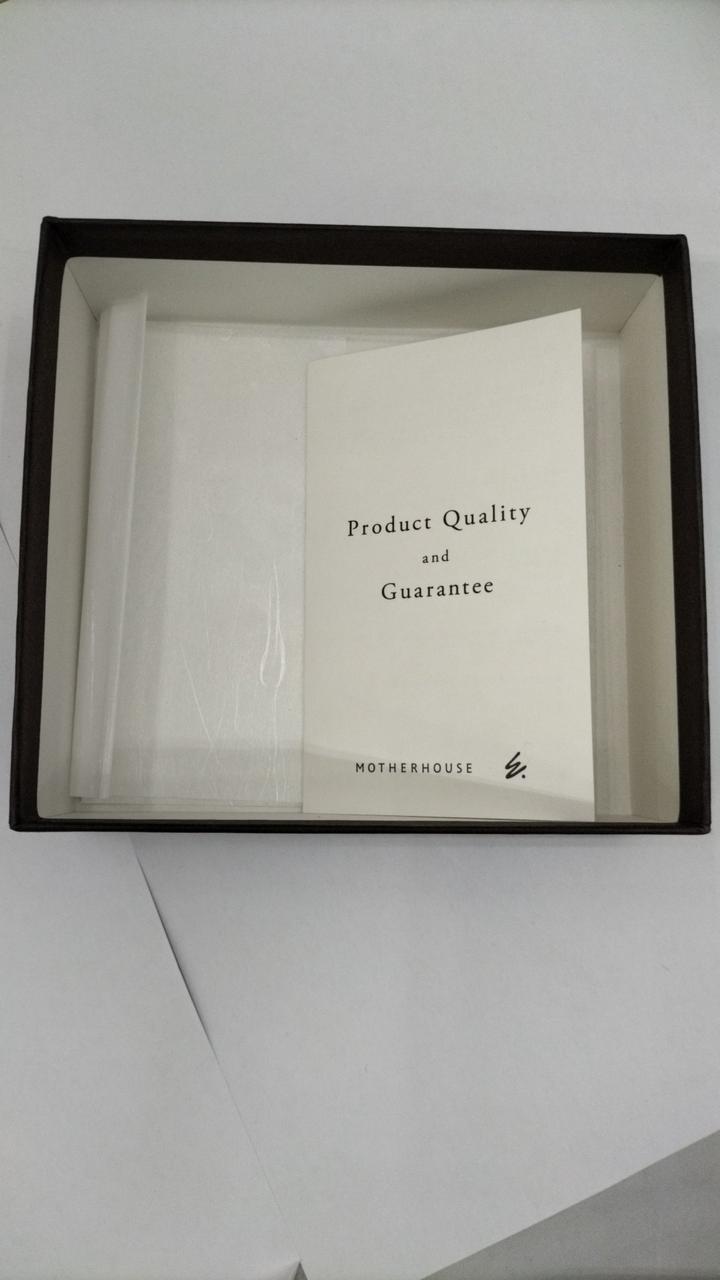 Product Quality
and
Guarantee
MOTHERHOUSE